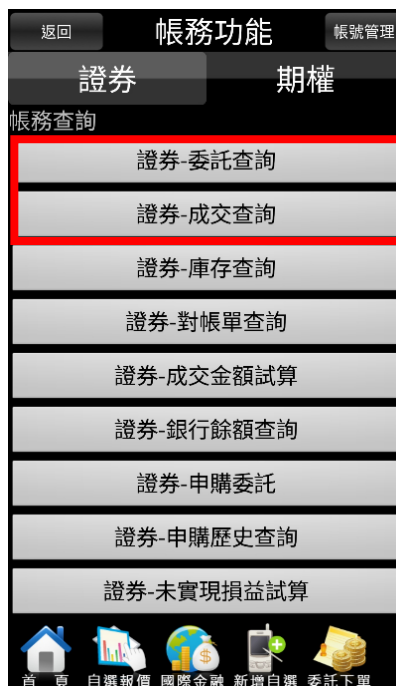 返回 帳務功能 帳號管理
證券 期權
帳務查詢
證券-委託查詢
證券-成交查詢
證券-庫存查詢
證券-對帳單查詢
證券-成交金額試算
證券-銀行餘額查詢
證券-申購委託
證券-申購歷史查詢
證券-未實現損益試算
首 頁 自選報價 國際金融 新增自選 委託下單